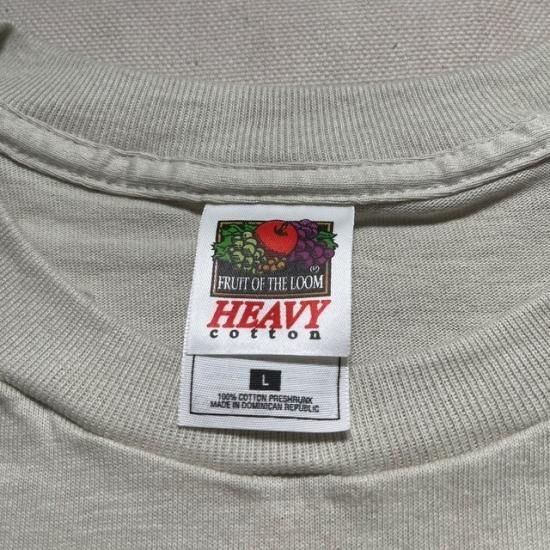 FRUIT OF THE LOOM
HEAVY
cotton
L
100% COTTON PRESHRUNK
MADE IN DOMINICAN REPUBLIC